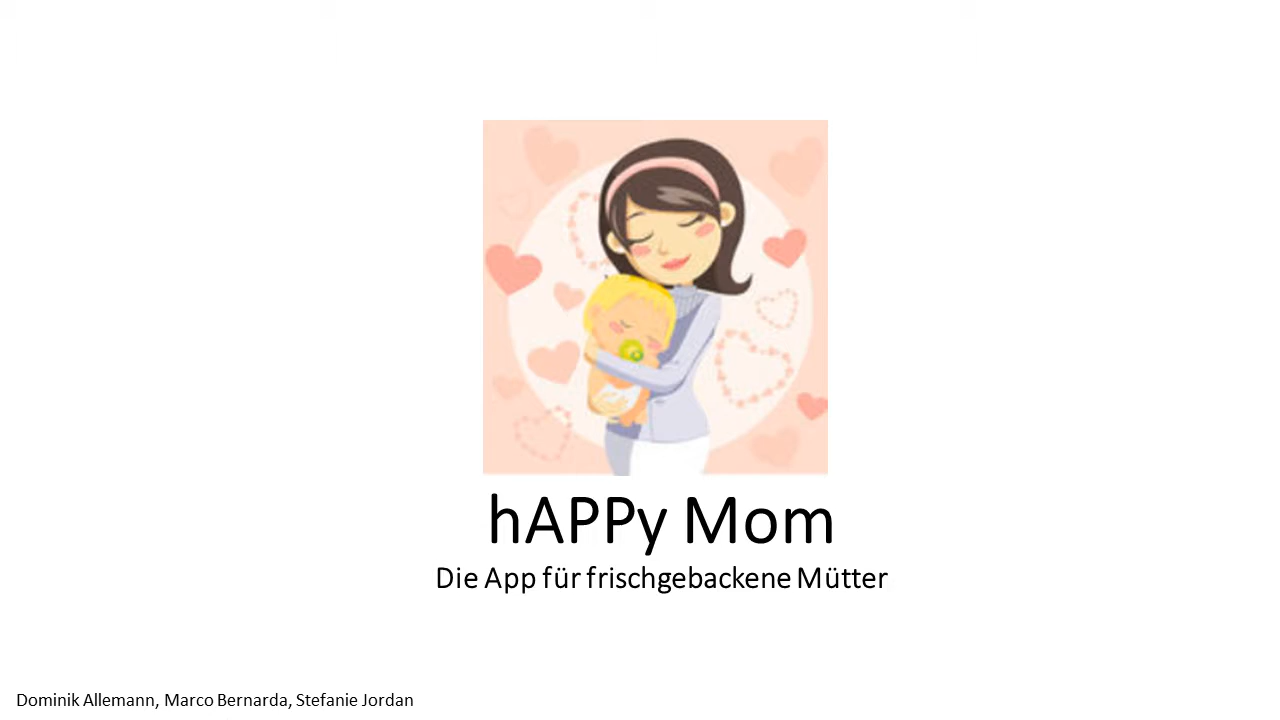 hAPPy Mom
Die App für frischgebackene Mütter
Dominik Allemann, Marco Bernarda, Stefanie Jordan